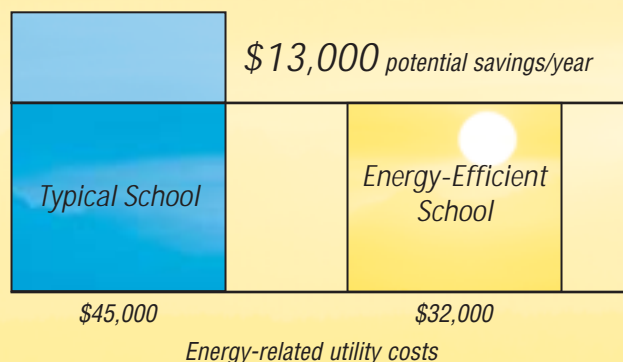 $13,000 potential savings/year
Typical School
Energy-Efficient
School
$45,000
$32,000
Energy-related utility costs